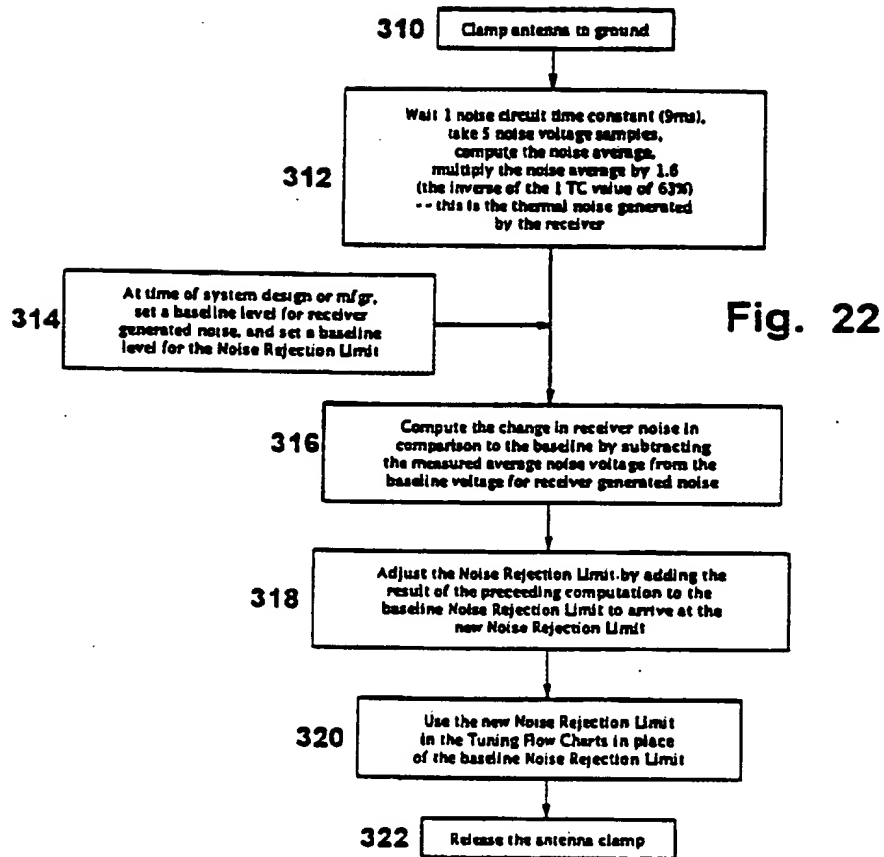 310
Clamp antenna to ground
312
Wait 1 noise circuit time constant (9ms),
take 5 noise voltage samples,
compute the noise average,
multiply the noise average by 1.6
(the inverse of the 1 TC value of 63%)
-- this is the thermal noise generated
by the receiver
314
At time of system design or mfgr,
set a baseline level for receiver
generated noise, and set a baseline
level for the Noise Rejection Limit
Fig. 22
316
Compute the change in receiver noise in
comparison to the baseline by subtracting
the measured average noise voltage from the
baseline voltage for receiver generated noise
318
Adjust the Noise Rejection Limit by adding the
result of the preceeding computation to the
baseline Noise Rejection Limit to arrive at the
new Noise Rejection Limit
320
Use the new Noise Rejection Limit
in the Tuning Flow Charts in place
of the baseline Noise Rejection Limit
322
Release the antenna clamp